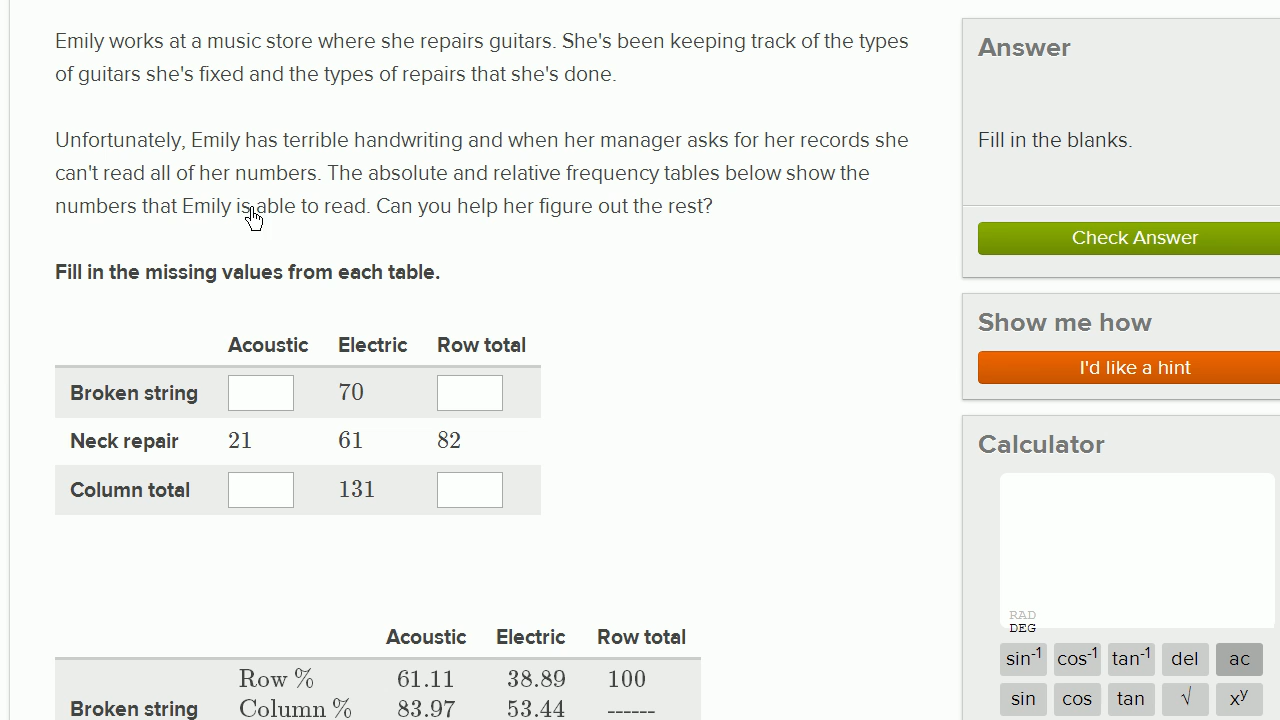 Emily works at a music store where she repairs guitars. She's been keeping track of the types
of guitars she's fixed and the types of repairs that she's done.
Unfortunately, Emily has terrible handwriting and when her manager asks for her records she
can't read all of her numbers. The absolute and relative frequency tables below show the
numbers that Emily is able to read. Can you help her figure out the rest?
Fill in the missing values from each table.
Acoustic Electric Row total
Broken string 70
Neck repair 21 61 82
Column total 131
Acoustic Electric Row total
Row % 61.11 38.89 100
Broken string Column % 83.97 53.44 ------
Answer
Fill in the blanks.
Check Answer
Show me how
I'd like a hint
Calculator
RAD
DEG
sin-1 cos-1 tan-1 del ac
sin cos tan √ xy